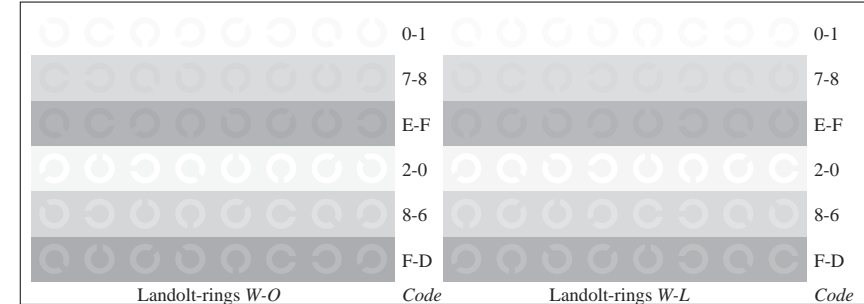 0-1 0-1
7-8 7-8
E-F E-F
2-0 2-0
8-6 8-6
F-D F-D
Landolt-rings W-O Code Landolt-rings W-L Code